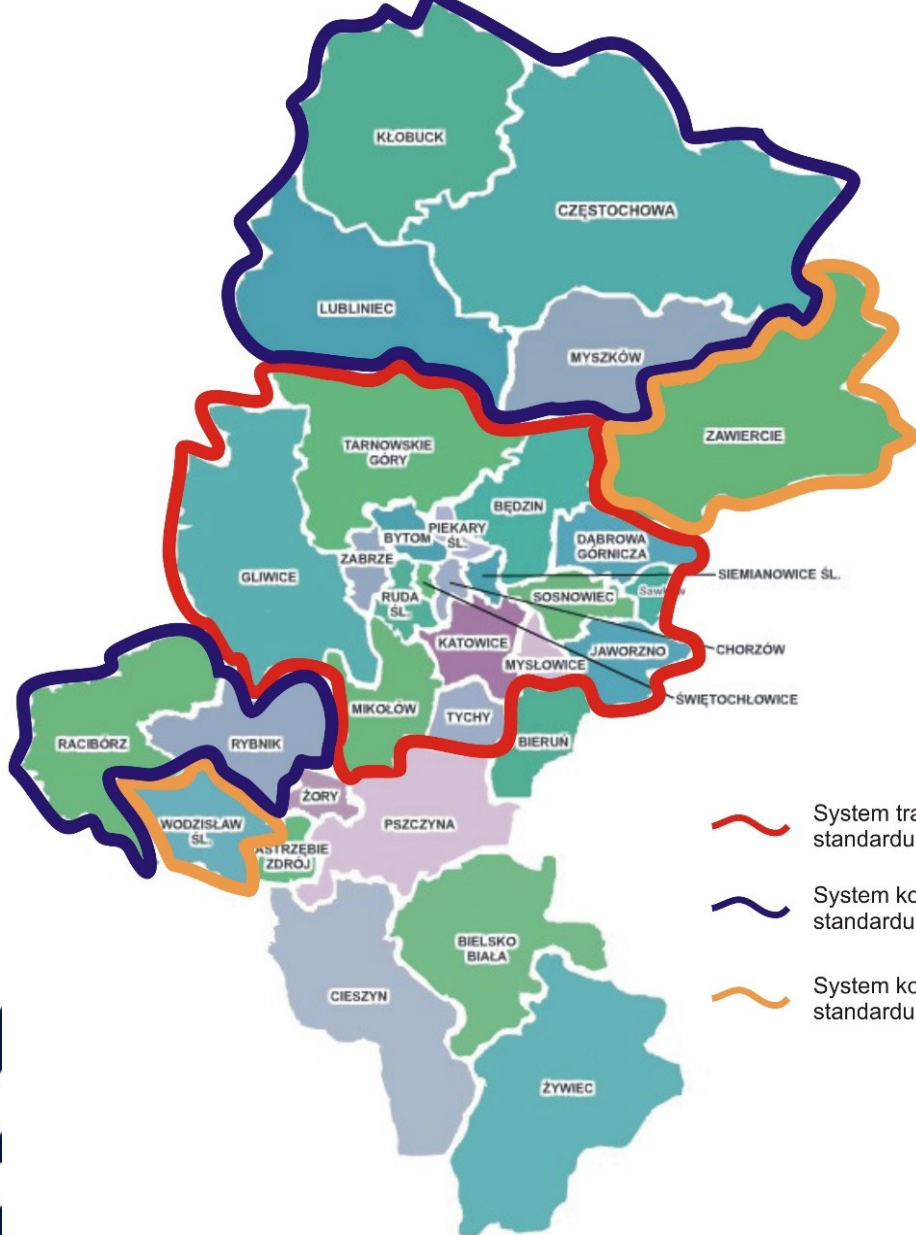 KŁOBUCK
CZĘSTOCHOWA
LUBLINIEC
MYSZKÓW
ZAWIERCIE
TARNOWSKIE
GÓRY
BĘDZIN
PIEKARY
ŚL.
BYTOM
DĄBROWA
GÓRNICZA
ZABRZE
GLIWICE
SIEMIANOWICE ŚL.
RUDA
ŚL.
SOSNOWIEC
KATOWICE
JAWORZNO
CHORZÓW
MYSŁOWICE
ŚWIĘTOCHŁOWICE
MIKOŁÓW
TYCHY
BIERUŃ
RACIBÓRZ
RYBNIK
ŻORY
WODZISŁAW
ŚL.
PSZCZYNA
ASTRZĘBIE
ZDRÓJ
BIELSKO
BIAŁA
CIESZYN
ŻYWIEC
System tra
standardu
System ko
standardu
System ko
standardu